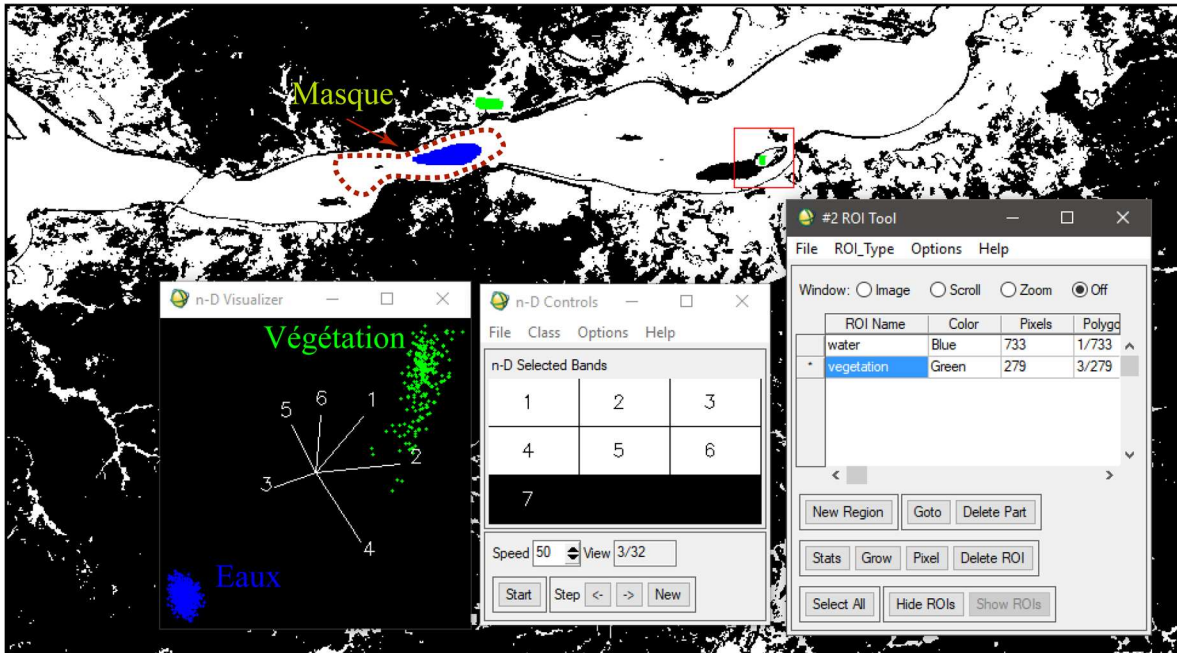 Masque
n-D Visualizer
Végétation
6
1
5
2
3
4
Eaux
n-D Controls
File Class Options Help
n-D Selected Bands
1 2 3
4 5 6
7
Speed 50 View 3/32
Start Step <- -> New
#2 ROI Tool
File ROI_Type Options Help
Window: Image Scroll Zoom Off
ROI Name Color Pixels Polygo
water Blue 733 1/733
* vegetation Green 279 3/279
New Region Goto Delete Part
Stats Grow Pixel Delete ROI
Select All Hide ROIs Show ROIs